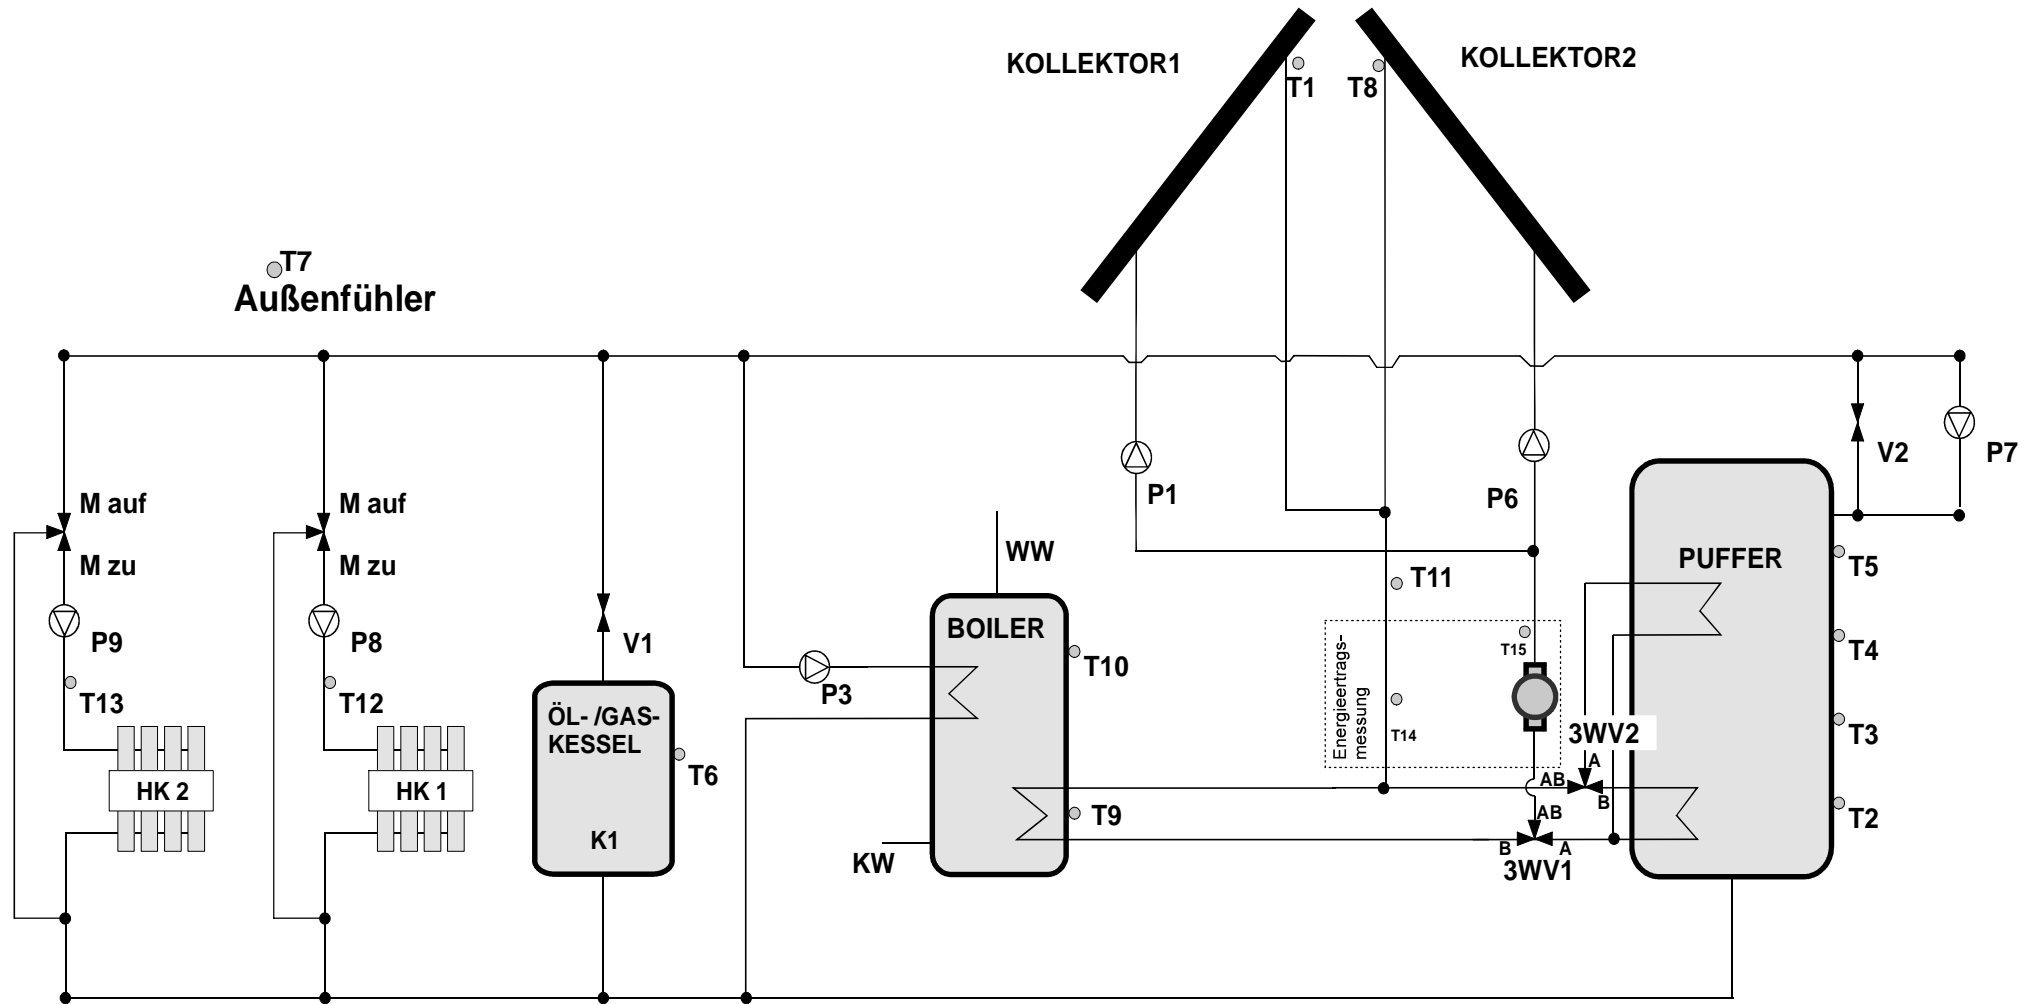 KOLLEKTOR1
KOLLEKTOR2
T1
T8
T7
Außenfühler
M auf
M zu
P9
T13
HK 2
M auf
M zu
P8
T12
HK 1
V1
ÖL- /GAS-
KESSEL
K1
T6
P3
WW
BOILER
T10
T9
KW
P1
P6
T11
Energieertrags-
messung
T15
T14
3WV2
A
AB
B
AB
B
A
3WV1
PUFFER
V2
P7
T5
T4
T3
T2